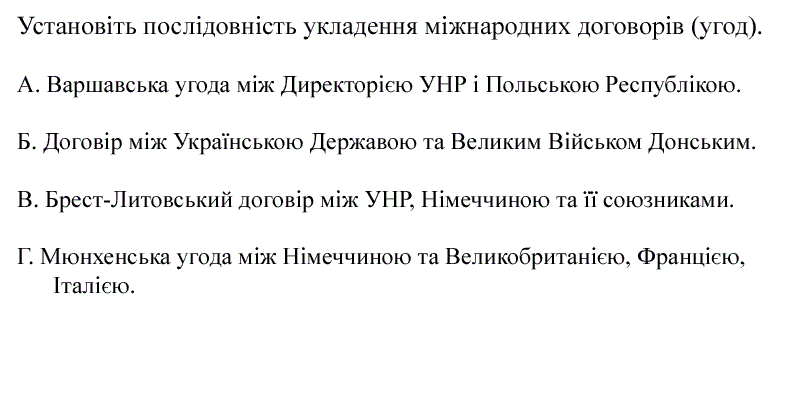 Установіть послідовність укладення міжнародних договорів (угод).
А. Варшавська угода між Директорією УНР і Польською Республікою.
Б. Договір між Українською Державою та Великим Військом Донським.
В. Брест-Литовський договір між УНР, Німеччиною та її союзниками.
Г. Мюнхенська угода між Німеччиною та Великобританією, Францією,
Італією.